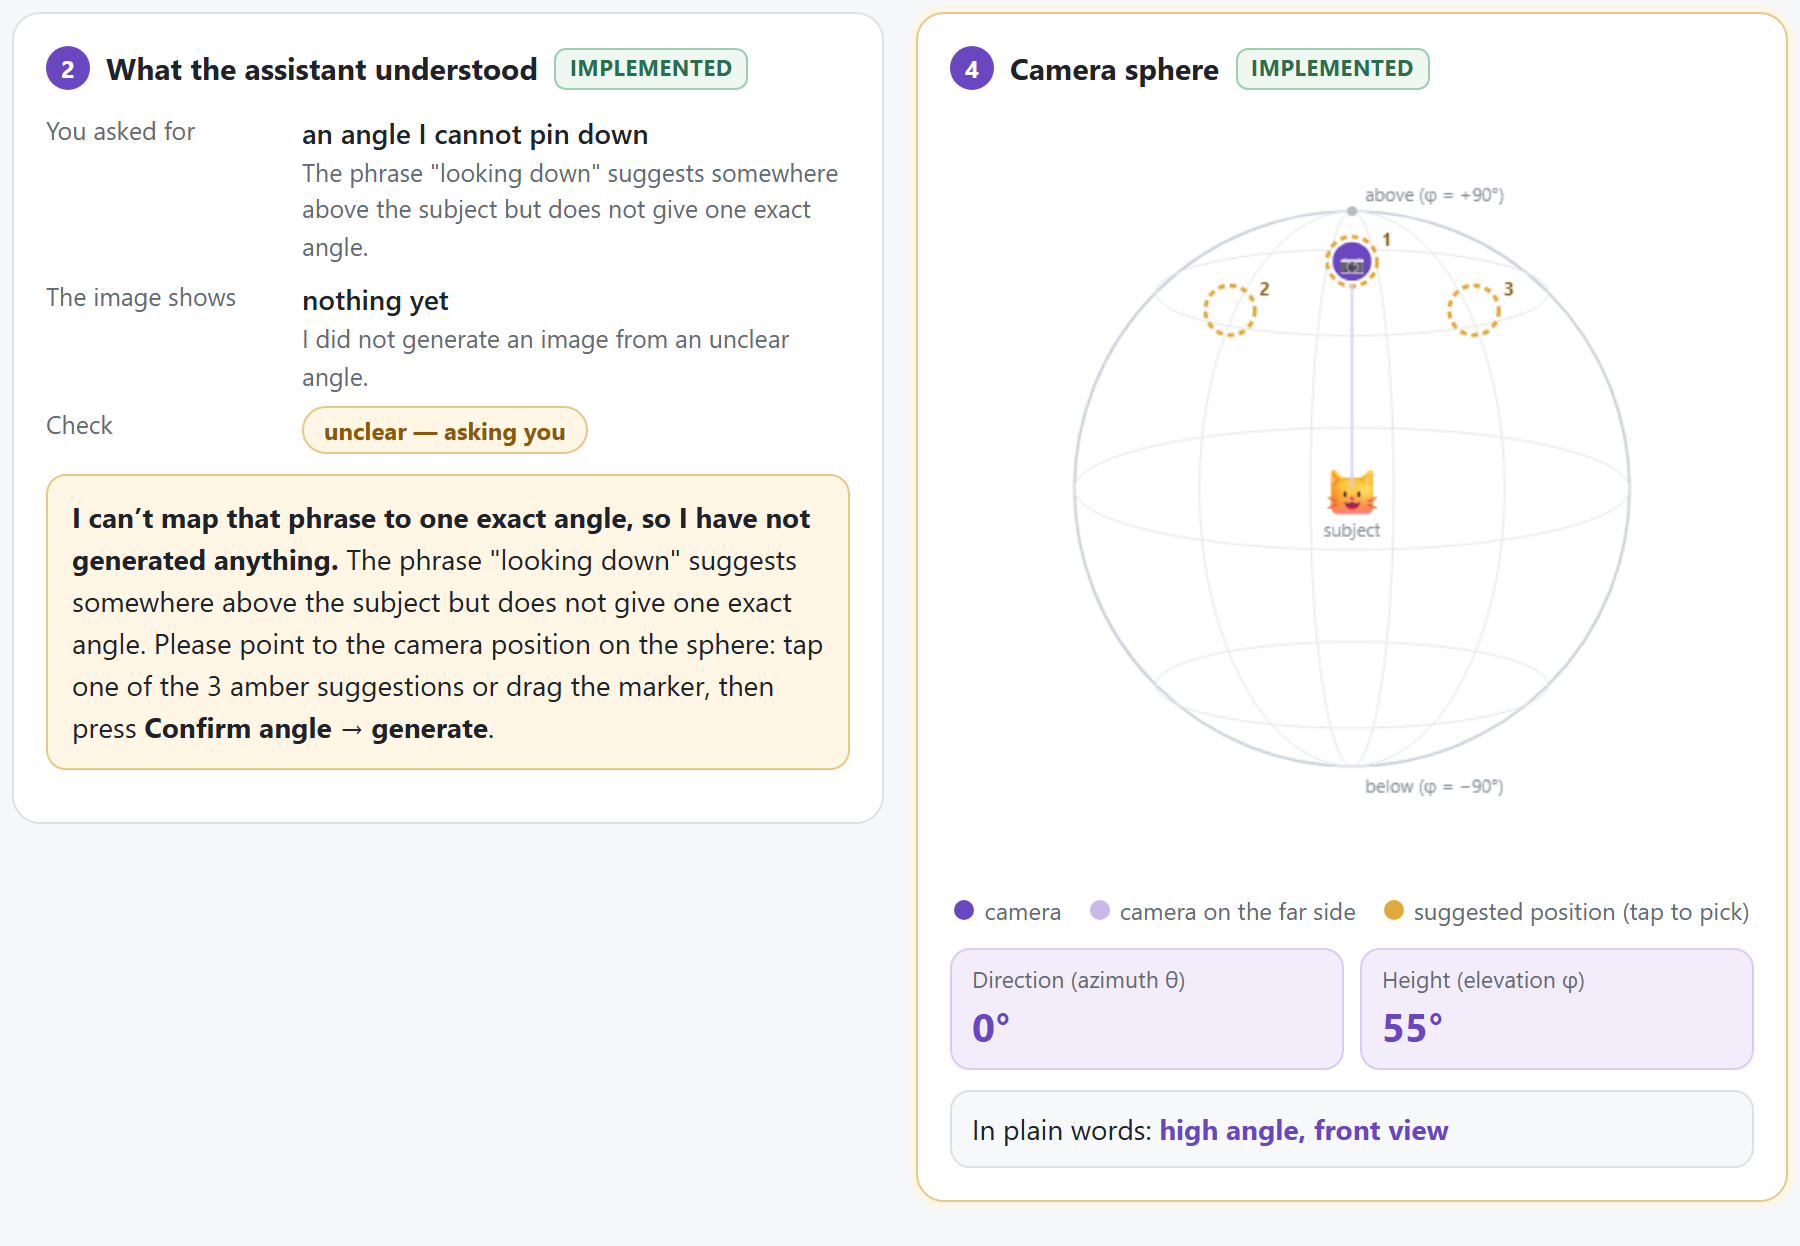 2 What the assistant understood IMPLEMENTED
You asked for
an angle I cannot pin down
The phrase "looking down" suggests somewhere
above the subject but does not give one exact
angle.
The image shows
nothing yet
I did not generate an image from an unclear
angle.
Check
unclear — asking you
I can’t map that phrase to one exact angle, so I have not
generated anything. The phrase "looking down" suggests
somewhere above the subject but does not give one exact
angle. Please point to the camera position on the sphere: tap
one of the 3 amber suggestions or drag the marker, then
press Confirm angle → generate.
4 Camera sphere IMPLEMENTED
above (φ = +90°)
1
2
3
subject
below (φ = −90°)
camera camera on the far side suggested position (tap to pick)
Direction (azimuth θ)
0°
Height (elevation φ)
55°
In plain words: high angle, front view